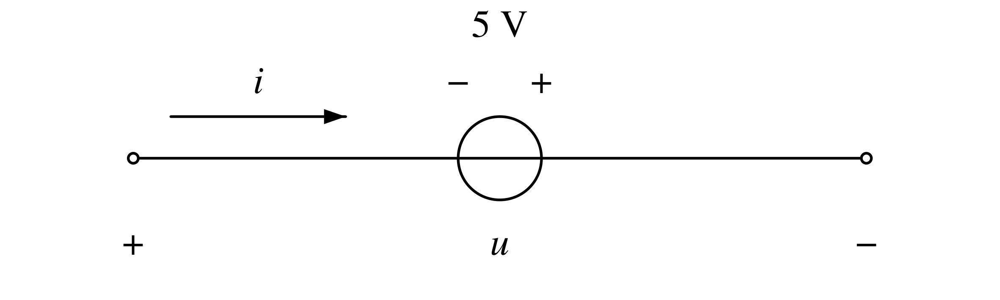 5 V
i
− +
+ u −